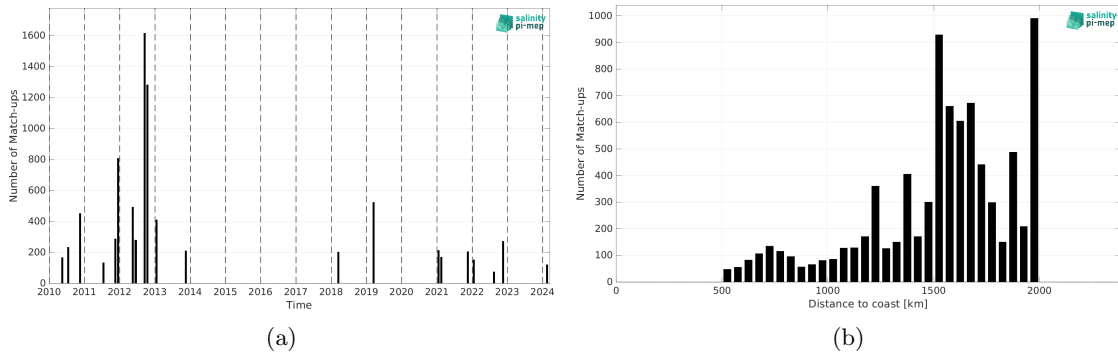 1600
1400
1200
1000
800
600
400
200
0
Number of Match-ups
2010 2011 2012 2013 2014 2015 2016 2017 2018 2019 2020 2021 2022 2023 2024
Time
salinity
pi-mep
(a)
1000
900
800
700
600
500
400
300
200
100
0
Number of Match-ups
0 500 1000 1500 2000
Distance to coast [km]
salinity
pi-mep
(b)